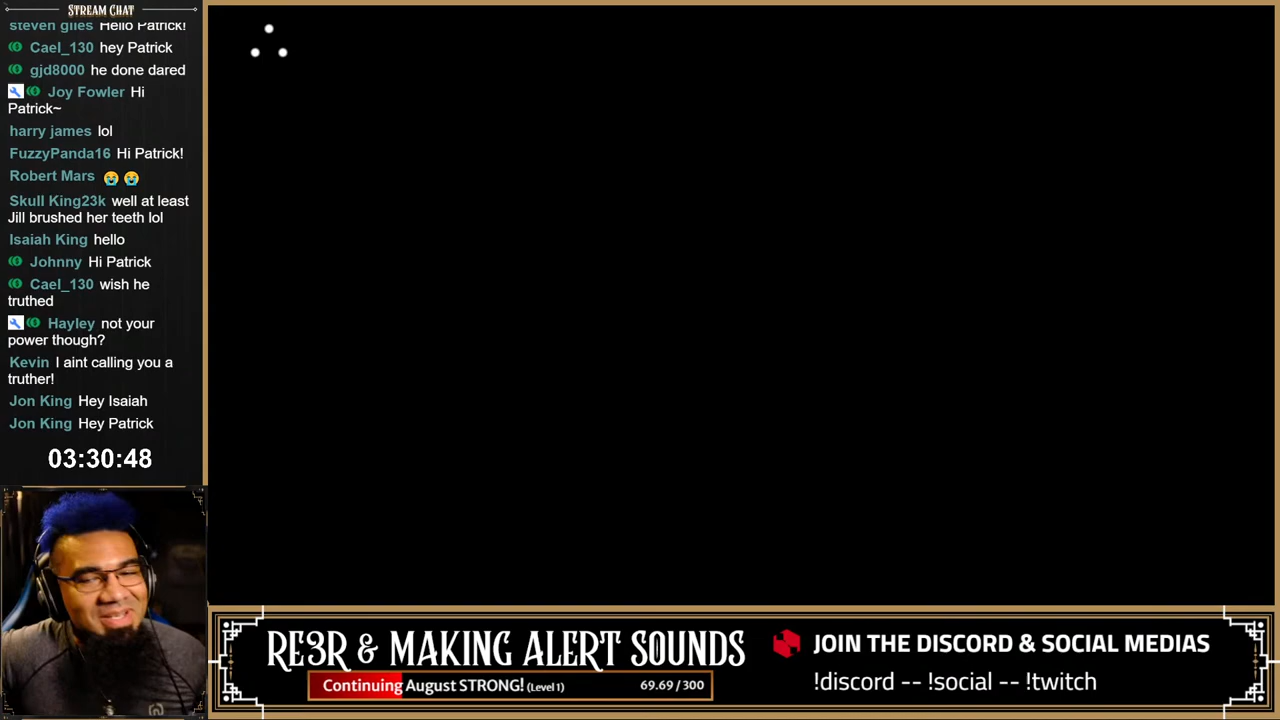 STREAM CHAT
steven giles Hello Patrick!
Cael_130 hey Patrick
gjd8000 he done dared
Joy Fowler Hi
Patrick~
harry james lol
FuzzyPanda16 Hi Patrick!
Robert Mars 😭 😭
Skull King23k well at least
Jill brushed her teeth lol
Isaiah King hello
Johnny Hi Patrick
Cael_130 wish he
truthed
Hayley not your
power though?
Kevin I aint calling you a
truther!
Jon King Hey Isaiah
Jon King Hey Patrick
03:30:48
RE3R & MAKING ALERT SOUNDS
Continuing August STRONG! (Level 1) 69.69 / 300
JOIN THE DISCORD & SOCIAL MEDIAS
!discord -- !social -- !twitch